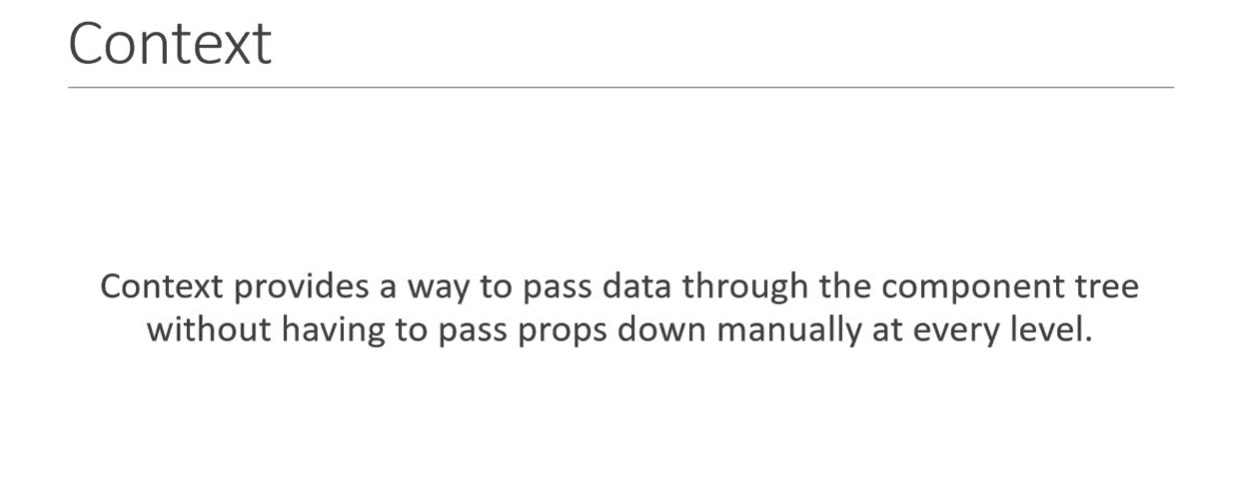 Context
Context provides a way to pass data through the component tree
without having to pass props down manually at every level.